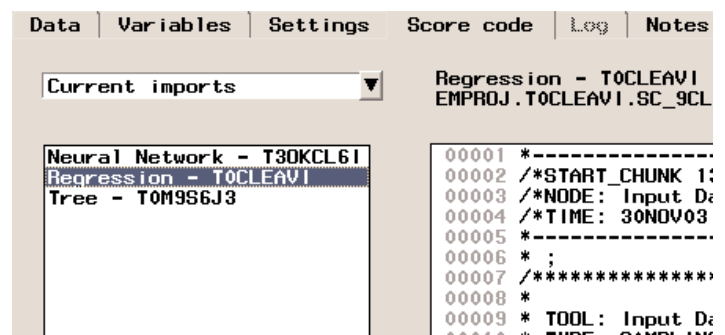 Data Variables Settings Score code Log Notes
Current imports
Regression - T0CLEAVI
EMPROJ.T0CLEAVI.SC_9CL
Neural Network - T30KCL6I
Regression - T0CLEAVI
Tree - T0M9S6J3
00001 *---------------
00002 /*START_CHUNK 13
00003 /*NODE: Input Da
00004 /*TIME: 30NOV03
00005 *---------------
00006 * ;
00007 /***************
00008 *
00009 * TOOL: Input Da